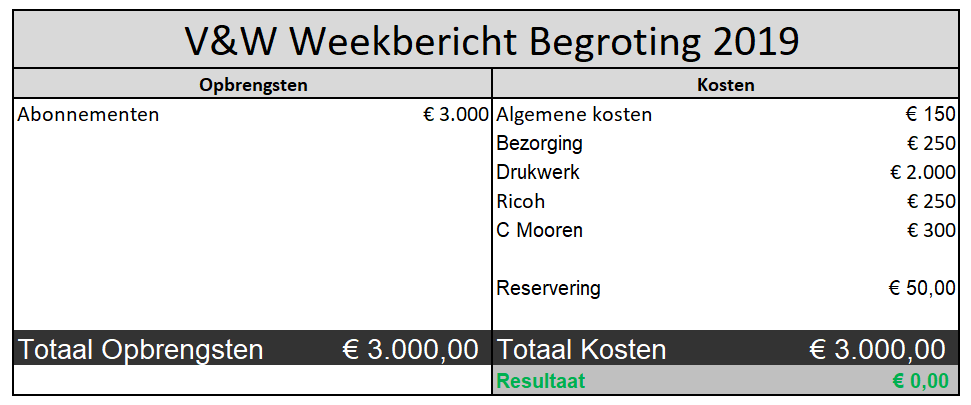 V&W Weekbericht Begroting 2019
Opbrengsten Kosten
Abonnementen € 3.000 Algemene kosten € 150
Bezorging € 250
Drukwerk € 2.000
Ricoh € 250
C Mooren € 300
Reservering € 50,00
Totaal Opbrengsten € 3.000,00 Totaal Kosten € 3.000,00
Resultaat € 0,00